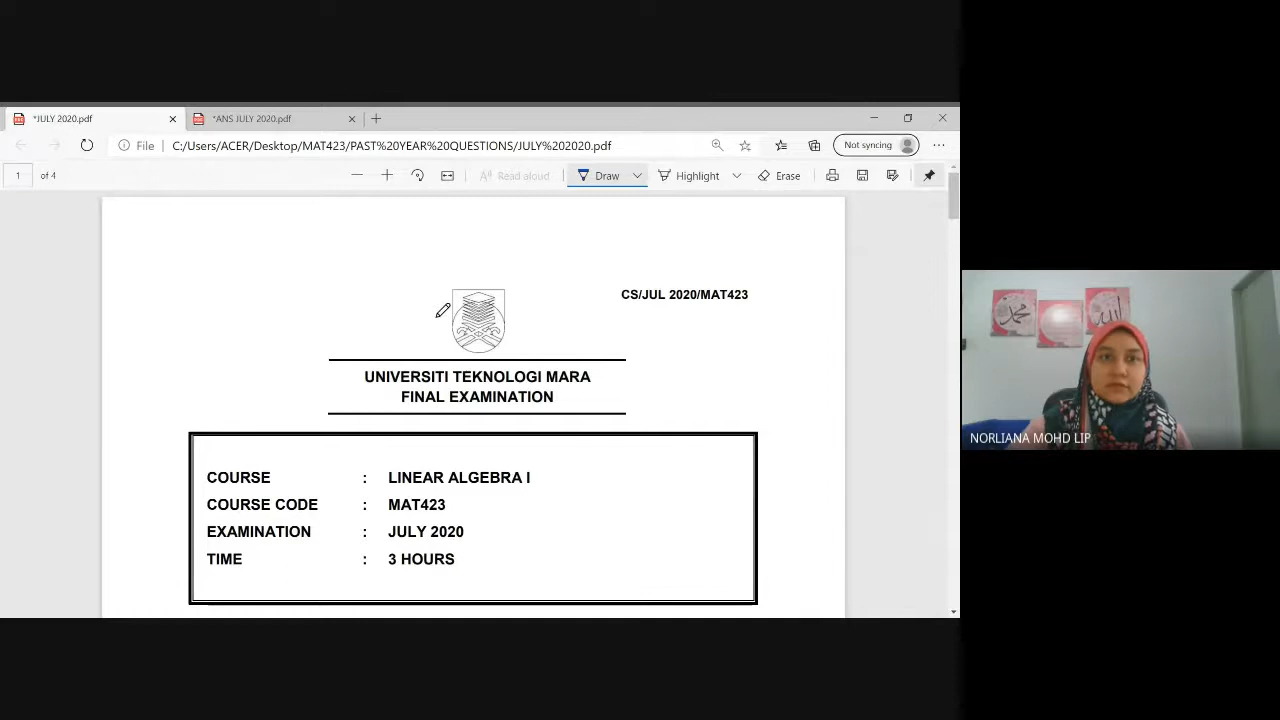 *JULY 2020.pdf
*ANS JULY 2020.pdf
File
C:/Users/ACER/Desktop/MAT423/PAST%20YEAR%20QUESTIONS/JULY%202020.pdf
Not syncing
1 of 4
Read aloud
Draw
Highlight
Erase
CS/JUL 2020/MAT423
UNIVERSITI TEKNOLOGI MARA
FINAL EXAMINATION
COURSE : LINEAR ALGEBRA I
COURSE CODE : MAT423
EXAMINATION : JULY 2020
TIME : 3 HOURS
محمد
الله
NORLIANA MOHD LIP